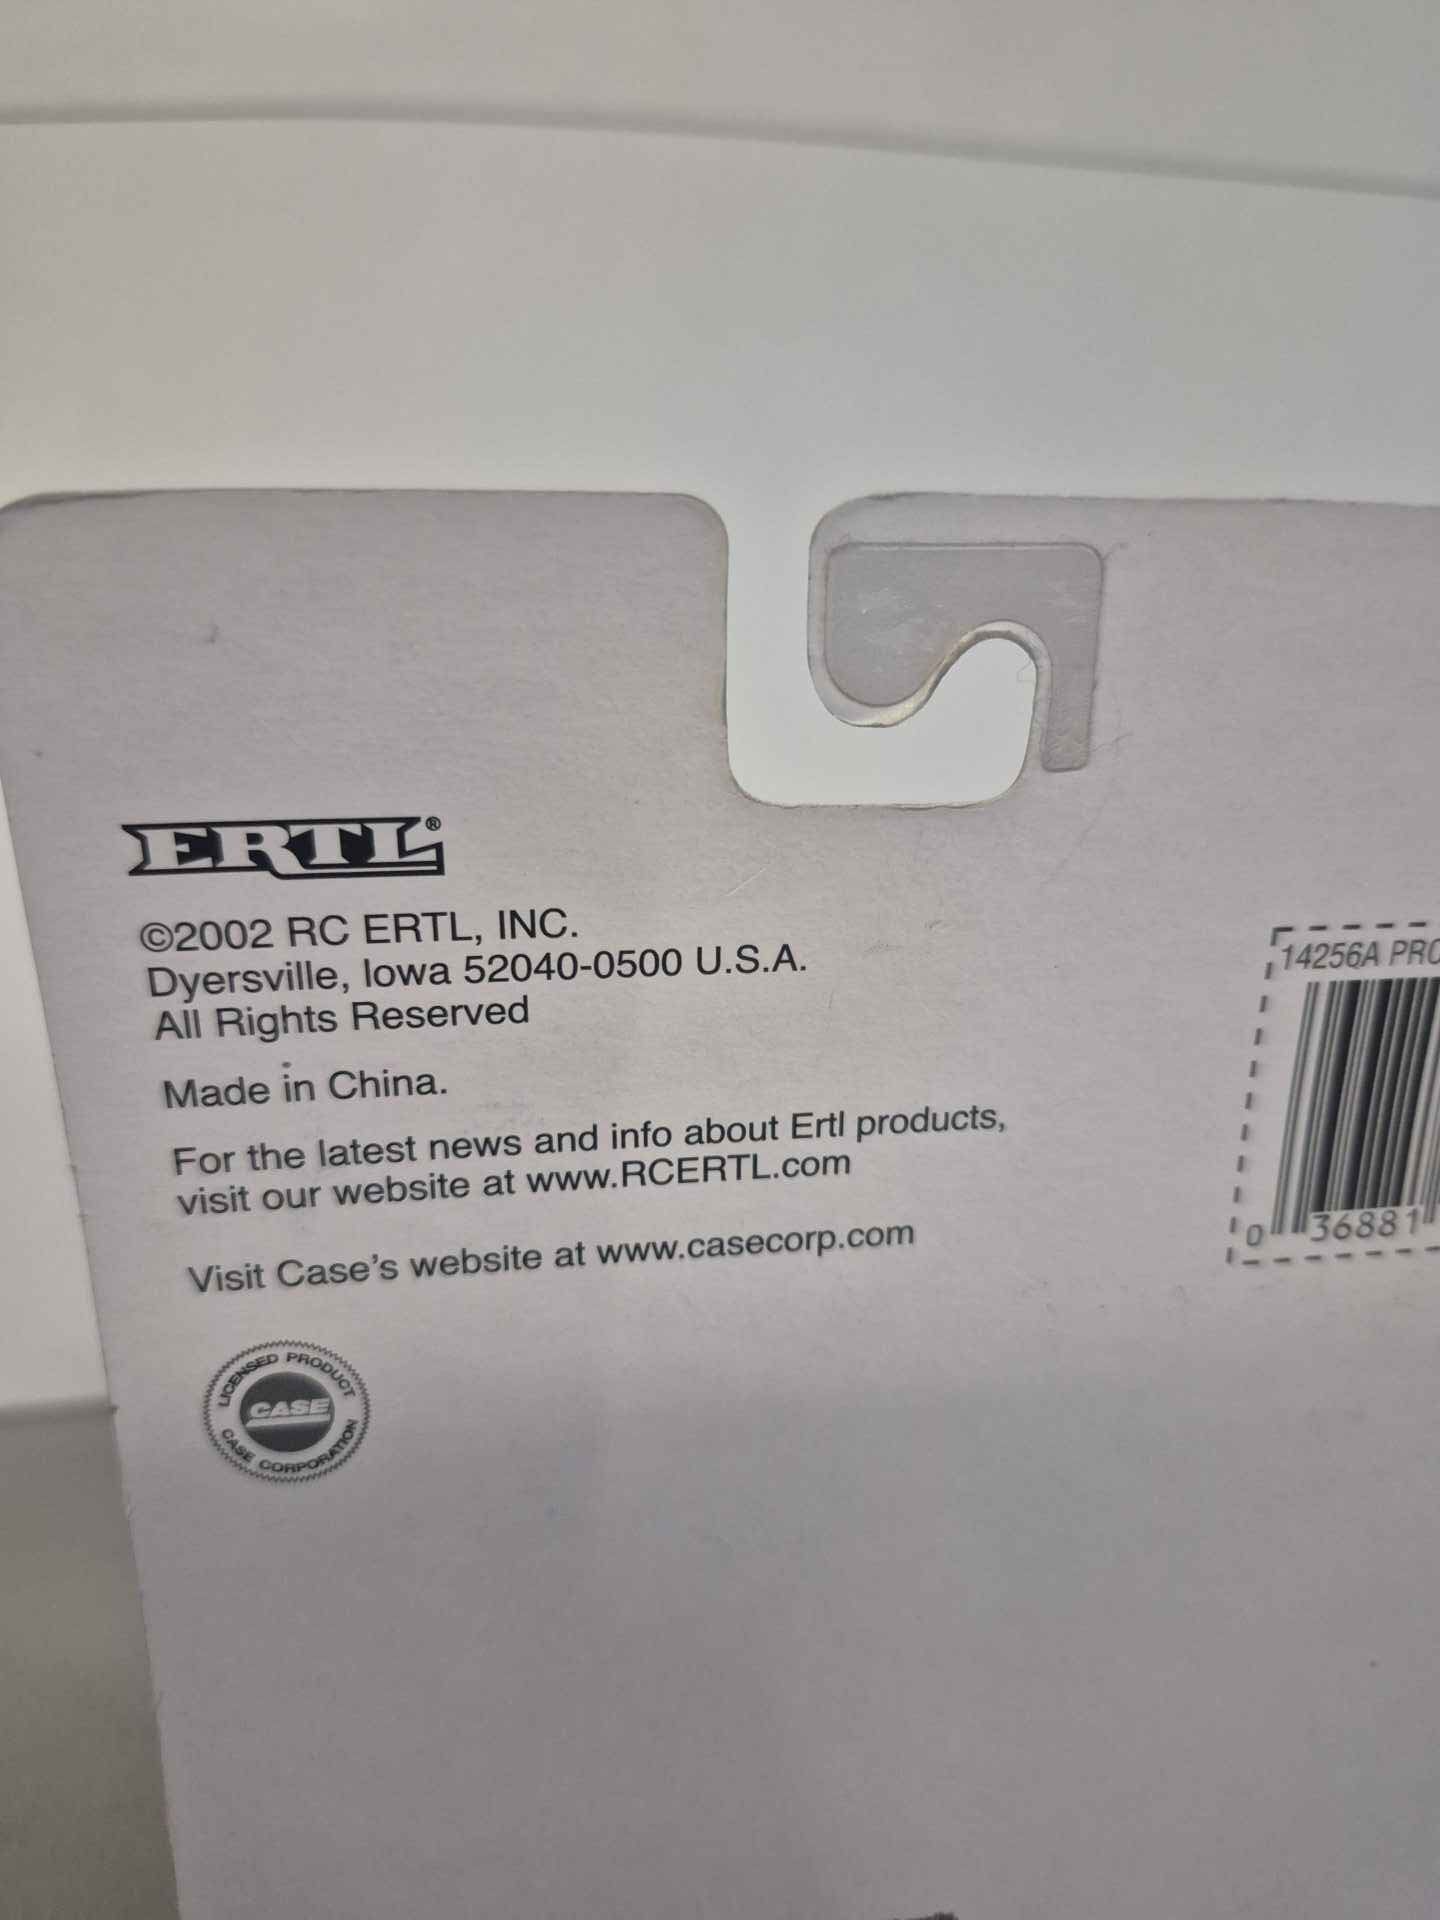 ERTL®
©2002 RC ERTL, INC.
Dyersville, Iowa 52040-0500 U.S.A.
All Rights Reserved
Made in China.
For the latest news and info about Ertl products,
visit our website at www.RCERTL.com
Visit Case's website at www.casecorp.com
LICENSED PRODUCT
CASE
CASE CORPORATION
14256A
0 36881